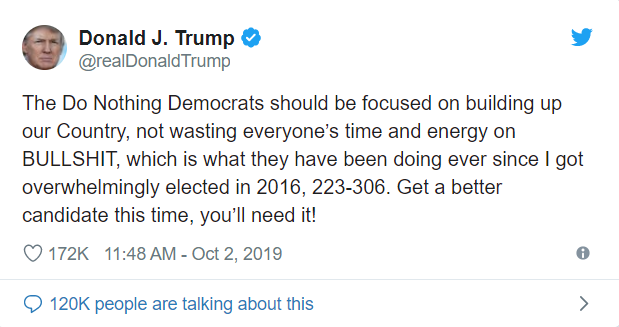 Donald J. Trump
@realDonaldTrump
The Do Nothing Democrats should be focused on building up
our Country, not wasting everyone’s time and energy on
BULLSHIT, which is what they have been doing ever since I got
overwhelmingly elected in 2016, 223-306. Get a better
candidate this time, you’ll need it!
172K 11:48 AM - Oct 2, 2019
120K people are talking about this